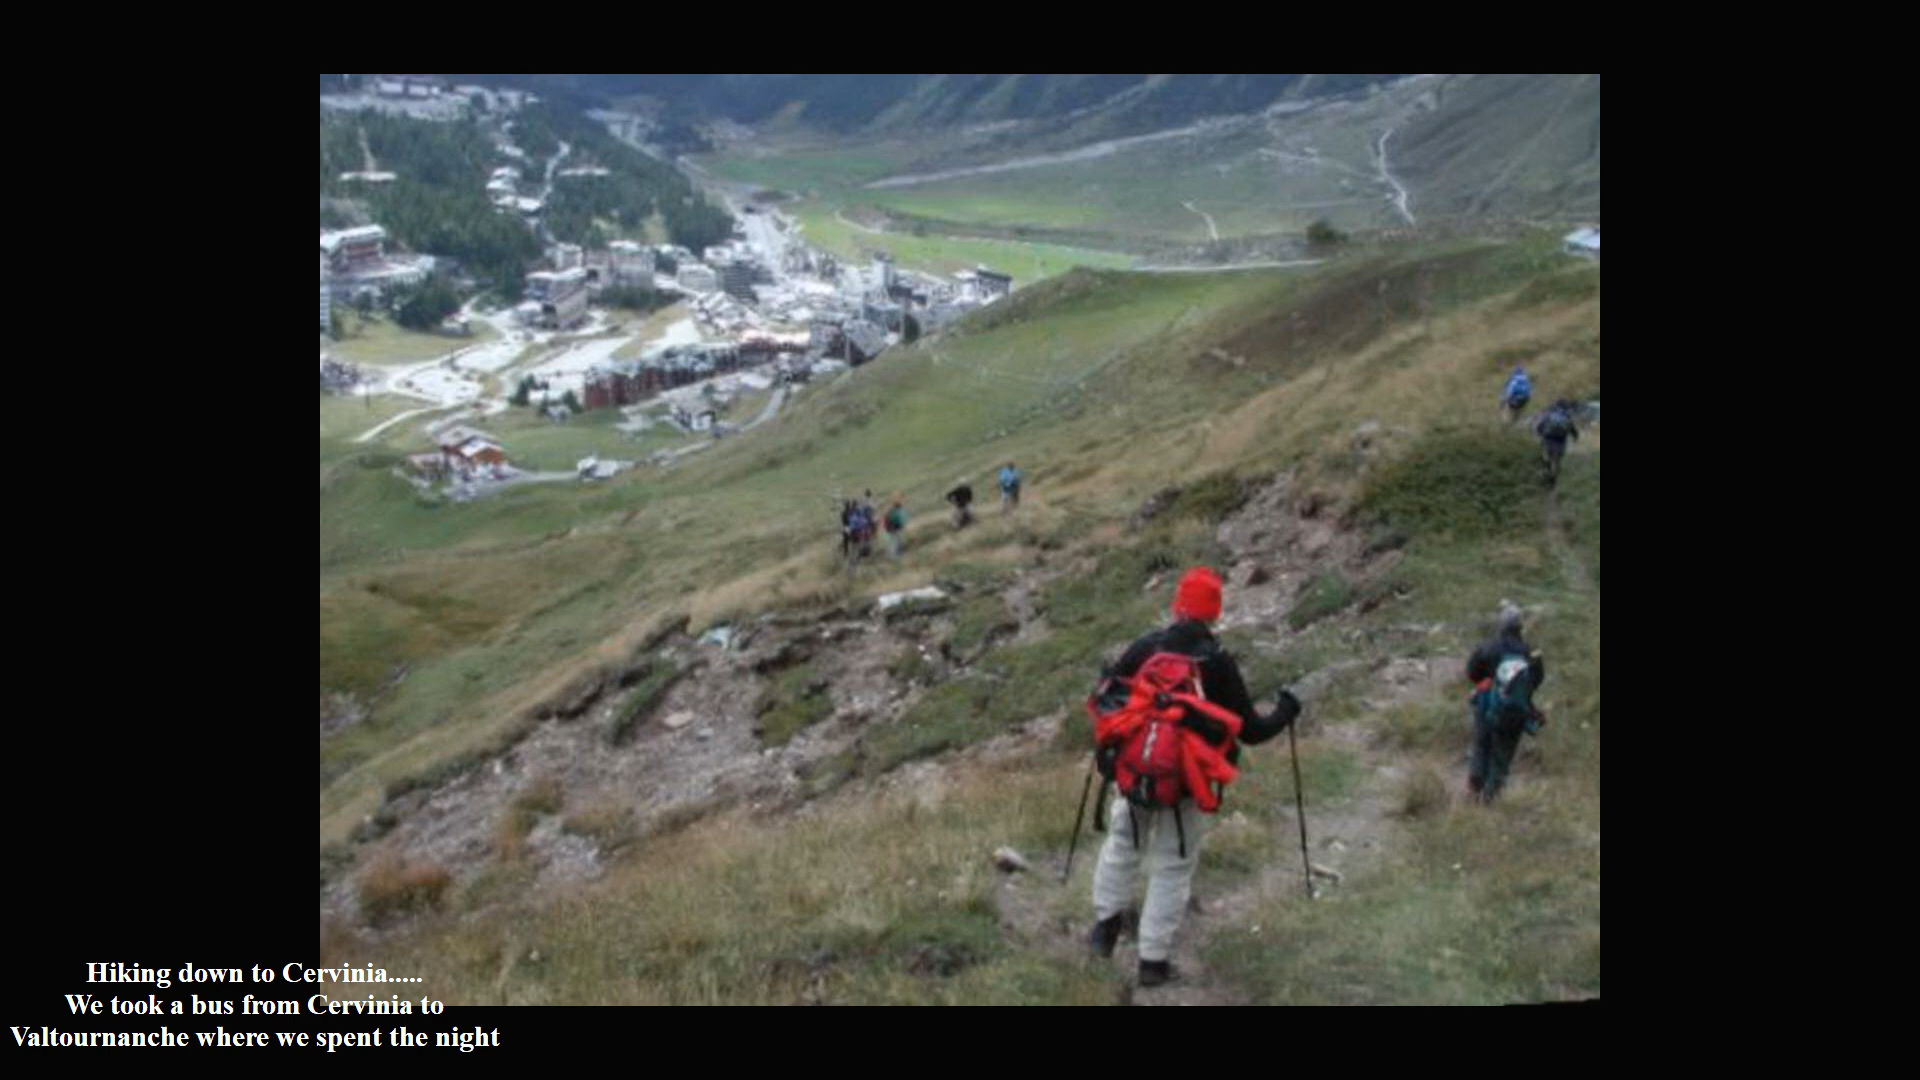 Hiking down to Cervinia.....
We took a bus from Cervinia to
Valtournanche where we spent the night